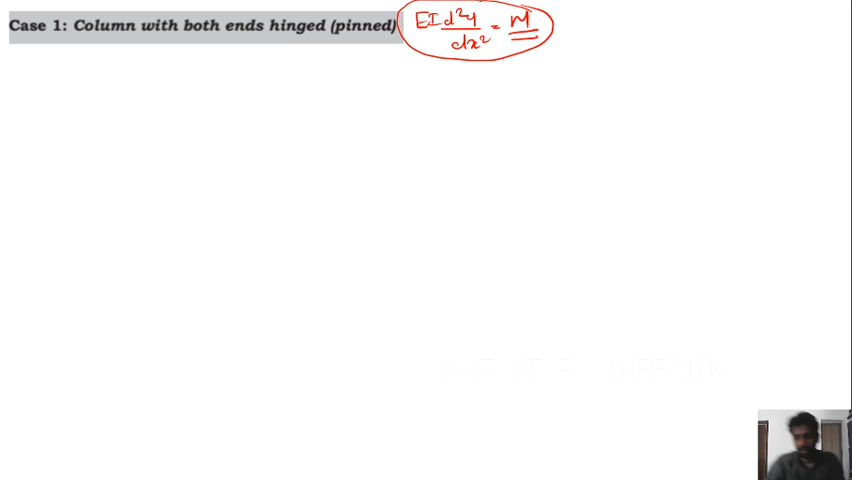 Case 1: Column with both ends hinged (pinned) EI d²y/dx² = M